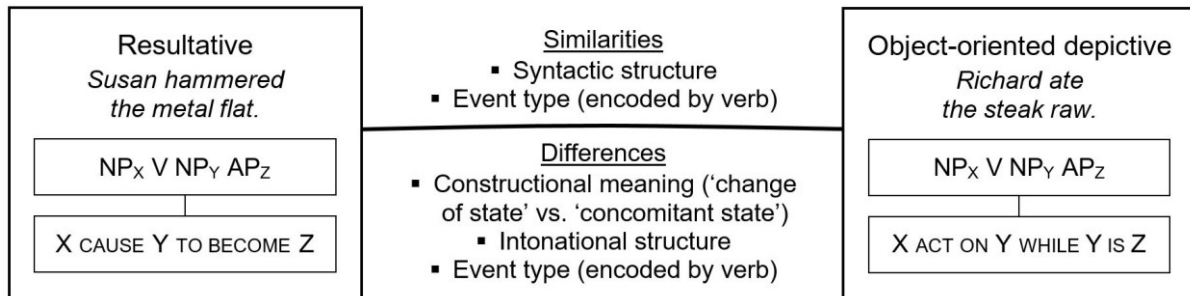 Resultative
Susan hammered
the metal flat.
NPX V NPY APZ
X CAUSE Y TO BECOME Z
Similarities
▪ Syntactic structure
▪ Event type (encoded by verb)
Differences
▪ Constructional meaning (‘change
of state’ vs. ‘concomitant state’)
▪ Intonational structure
▪ Event type (encoded by verb)
Object-oriented depictive
Richard ate
the steak raw.
NPX V NPY APZ
X ACT ON Y WHILE Y IS Z